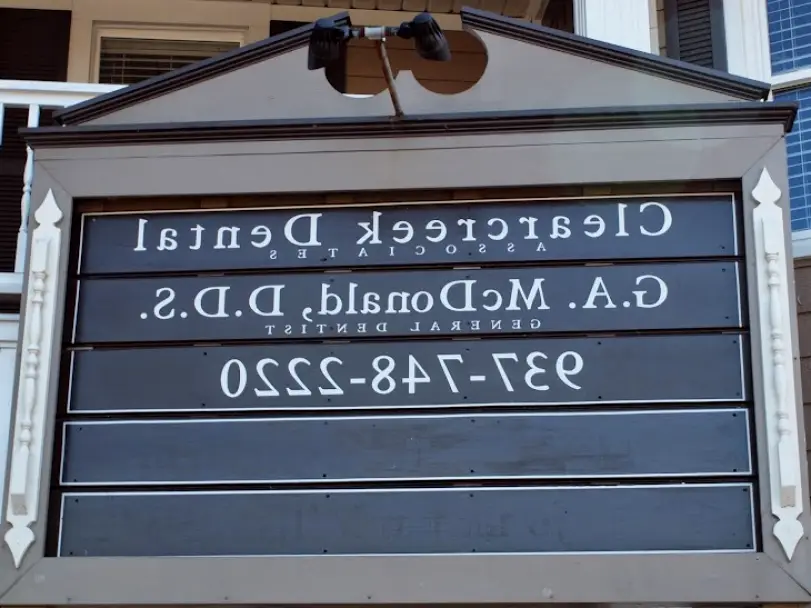 Clearcreek Dental
ASSOCIATES
G.A. McDonald, D.D.S.
GENERAL DENTIST
937-748-2220